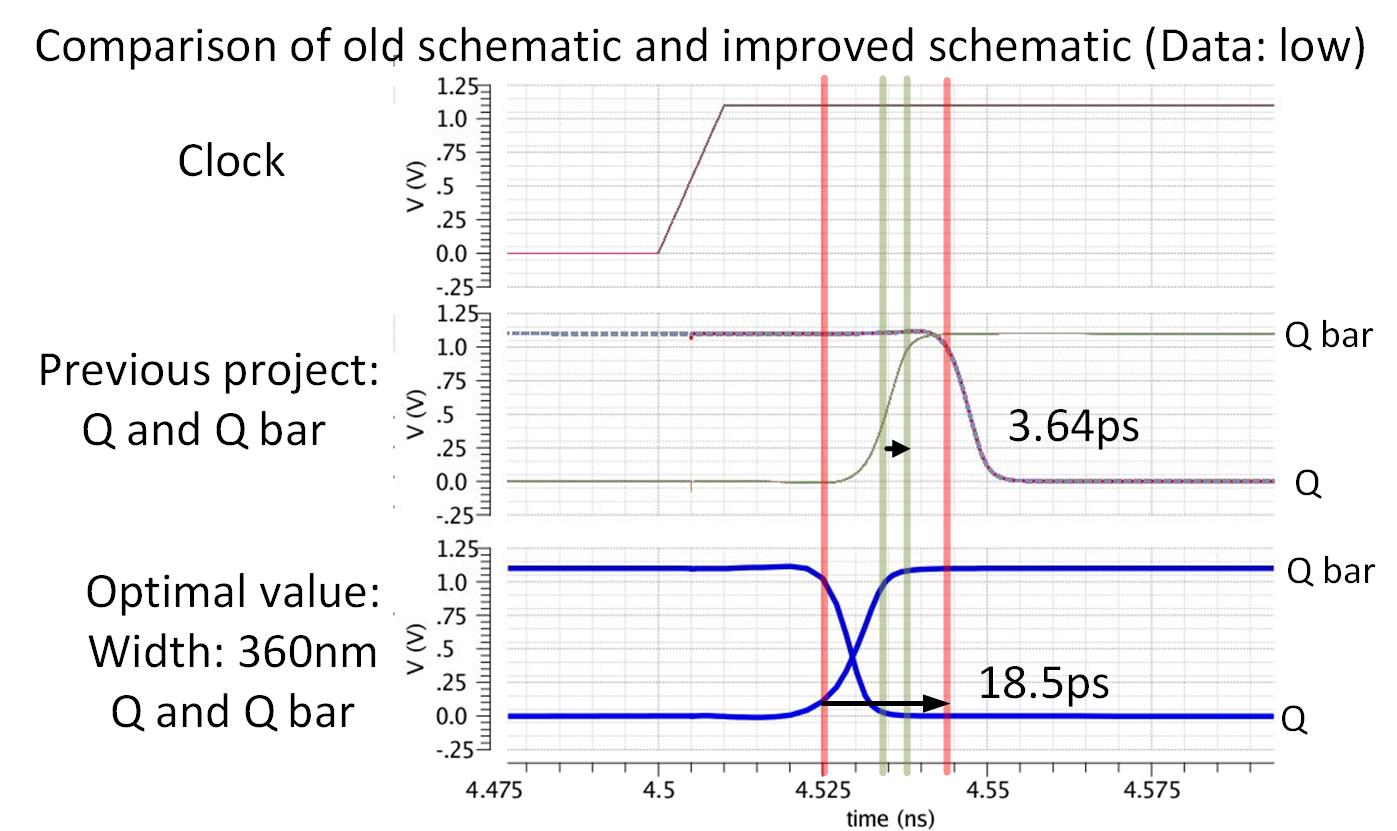 Comparison of old schematic and improved schematic (Data: low)
Clock
V (V)
1.25
1.0
.75
.5
.25
0.0
-.25
Previous project:
Q and Q bar
V (V)
1.25
1.0
.75
.5
.25
0.0
-.25
Q bar
3.64ps
Q
Optimal value:
Width: 360nm
Q and Q bar
V (V)
1.25
1.0
.75
.5
.25
0.0
-.25
Q bar
18.5ps
Q
4.475 4.5 4.525 4.55 4.575
time (ns)